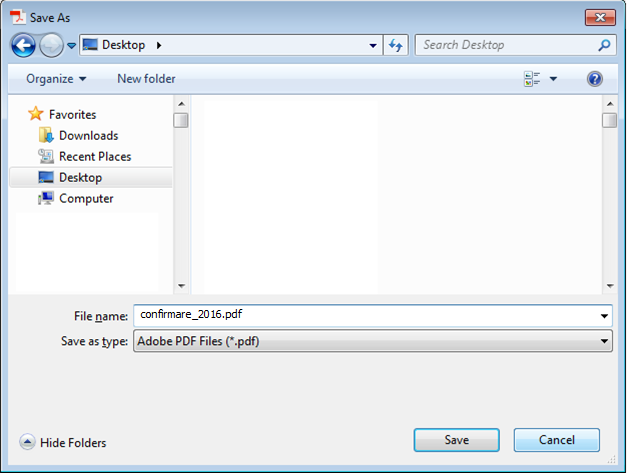 Save As
Desktop
Search Desktop
Organize
New folder
Favorites
Downloads
Recent Places
Desktop
Computer
File name: confirmare_2016.pdf
Save as type: Adobe PDF Files (*.pdf)
Hide Folders
Save
Cancel